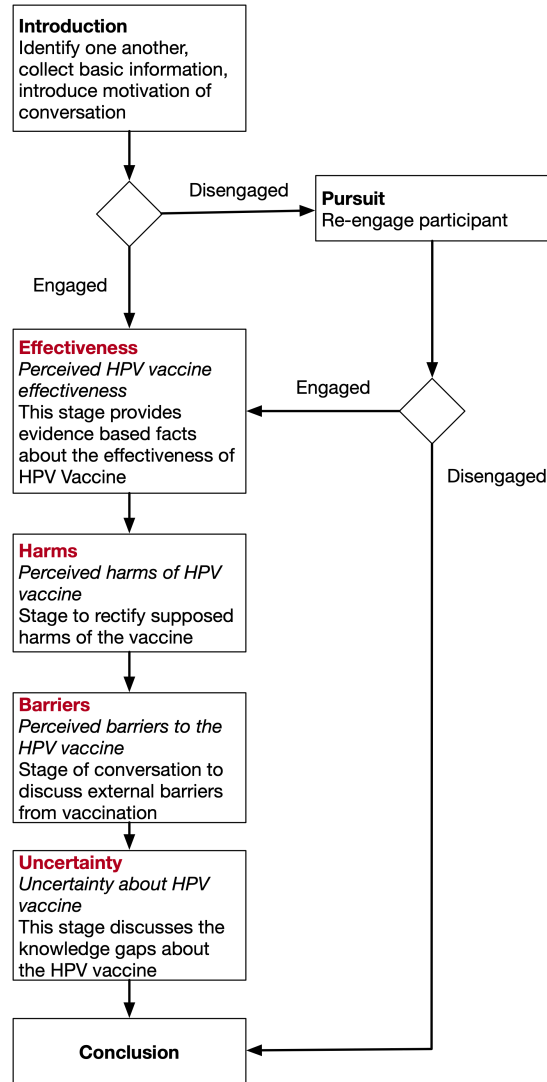 Introduction
Identify one another,
collect basic information,
introduce motivation of
conversation
Disengaged
Pursuit
Re-engage participant
Engaged
Effectiveness
Perceived HPV vaccine
effectiveness
This stage provides
evidence based facts
about the effectiveness of
HPV Vaccine
Engaged
Disengaged
Harms
Perceived harms of HPV
vaccine
Stage to rectify supposed
harms of the vaccine
Barriers
Perceived barriers to the
HPV vaccine
Stage of conversation to
discuss external barriers
from vaccination
Uncertainty
Uncertainty about HPV
vaccine
This stage discusses the
knowledge gaps about
the HPV vaccine
Conclusion